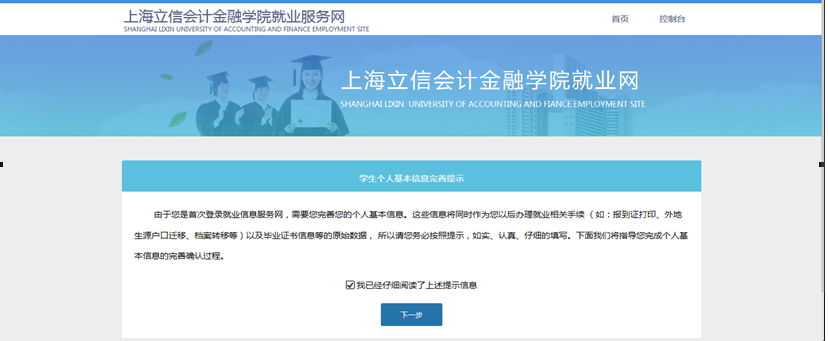 上海立信会计金融学院就业服务网
SHANGHAI LIXIN UNIVERSITY OF ACCOUNTING AND FINANCE EMPLOYMENT SITE
首页
控制台
上海立信会计金融学院就业网
SHANGHAI LIXIN UNIVERSITY OF ACCOUNTING AND FIANCE EMPLOYMENT SITE
学生个人基本信息完善提示
由于您是首次登录就业信息服务网，需要您完善您的个人基本信息。这些信息将同时作为您以后办理就业相关手续（如：报到证打印、外地
生源户口迁移、档案转移等）以及毕业证书信息等的原始数据， 所以请您务必按照提示，如实、认真、仔细的填写。下面我们将指导您完成个人基
本信息的完善确认过程。
我已经仔细阅读了上述提示信息
下一步